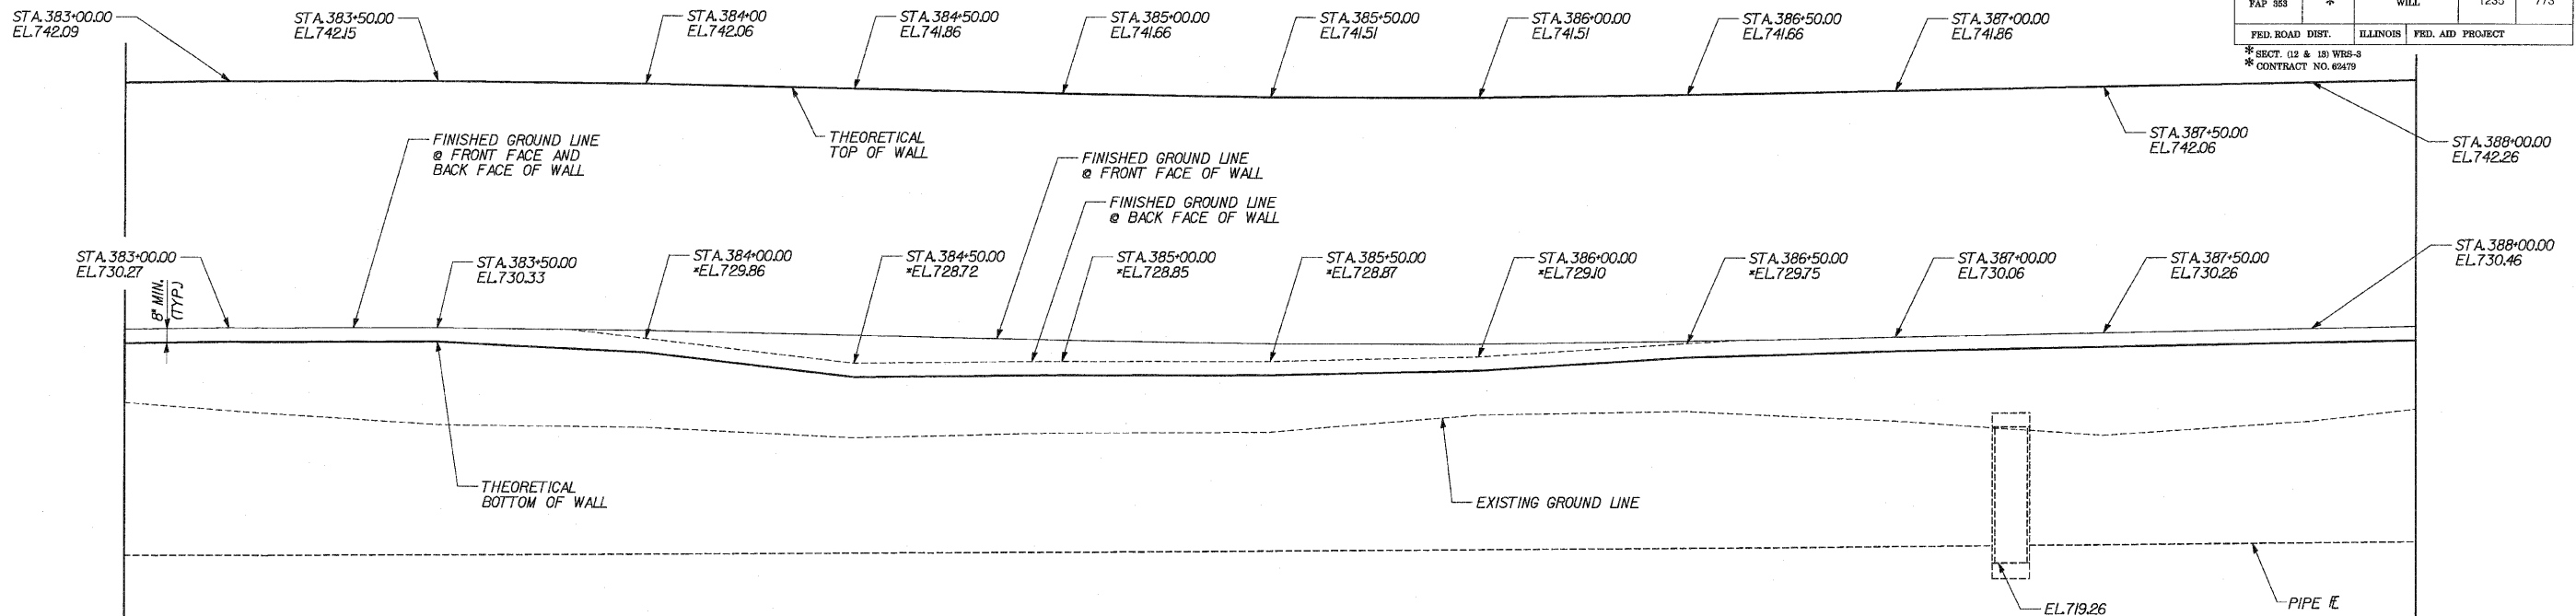 STA.383+00.00
EL.742.09
STA.383+50.00
EL.742.15
STA.384+00
EL.742.06
STA.384+50.00
EL.741.86
STA.385+00.00
EL.741.66
STA.385+50.00
EL.741.51
STA.386+00.00
EL.741.51
STA.386+50.00
EL.741.66
STA.387+00.00
EL.741.86
FAP 353 * WILL 1235 773
FED. ROAD DIST. ILLINOIS FED. AID PROJECT
* SECT. (12 & 13) WRS-3
* CONTRACT NO. 62479
THEORETICAL
TOP OF WALL
STA.387+50.00
EL.742.06
STA.388+00.00
EL.742.26
FINISHED GROUND LINE
@ FRONT FACE AND
BACK FACE OF WALL
FINISHED GROUND LINE
@ FRONT FACE OF WALL
FINISHED GROUND LINE
@ BACK FACE OF WALL
STA.383+00.00
EL.730.27
8" MIN.
(TYP.)
STA.383+50.00
EL.730.33
STA.384+00.00
*EL.729.86
STA.384+50.00
*EL.728.72
STA.385+00.00
*EL.728.85
STA.385+50.00
*EL.728.87
STA.386+00.00
*EL.729.10
STA.386+50.00
*EL.729.75
STA.387+00.00
EL.730.06
STA.387+50.00
EL.730.26
STA.388+00.00
EL.730.46
THEORETICAL
BOTTOM OF WALL
EXISTING GROUND LINE
EL.719.26
PIPE ℄